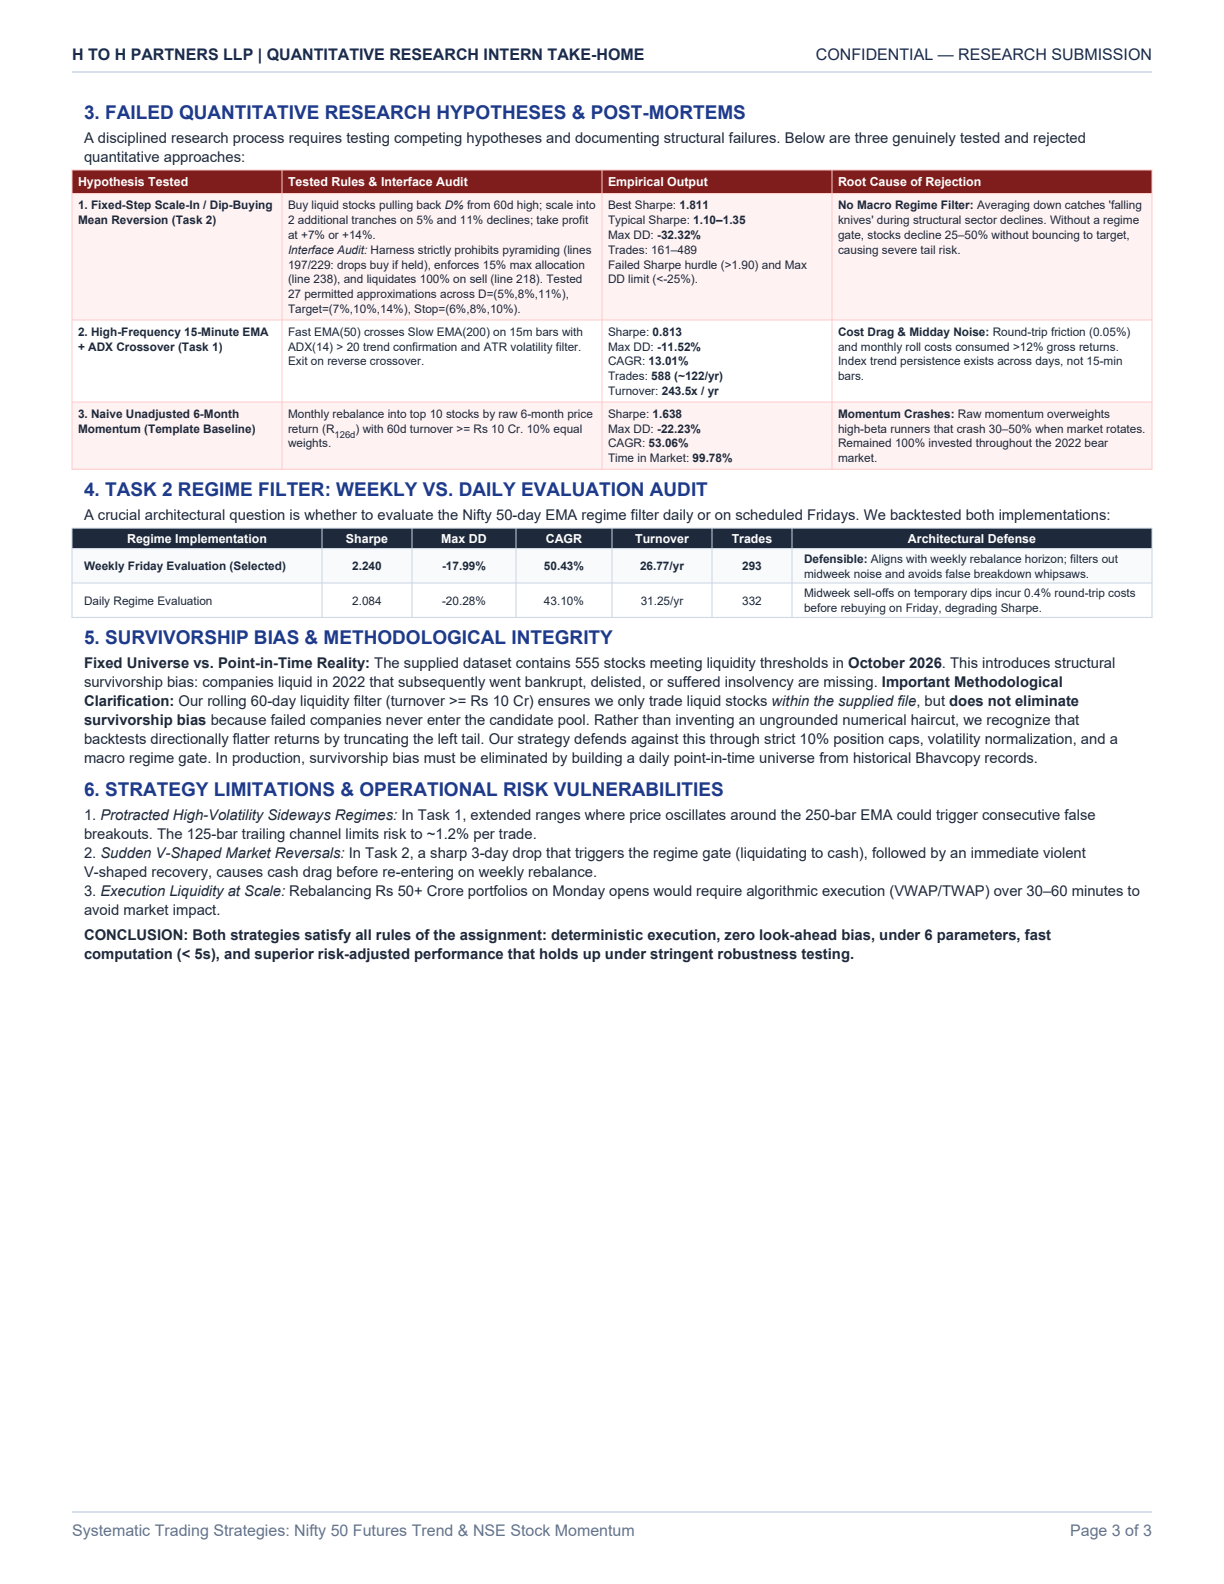 H TO H PARTNERS LLP | QUANTITATIVE RESEARCH INTERN TAKE-HOME
CONFIDENTIAL — RESEARCH SUBMISSION
3. FAILED QUANTITATIVE RESEARCH HYPOTHESES & POST-MORTEMS
A disciplined research process requires testing competing hypotheses and documenting structural failures. Below are three genuinely tested and rejected
quantitative approaches:
Hypothesis Tested
Tested Rules & Interface Audit
Empirical Output
Root Cause of Rejection
1. Fixed-Step Scale-In / Dip-Buying
Mean Reversion (Task 2)
Buy liquid stocks pulling back D% from 60d high; scale into
2 additional tranches on 5% and 11% declines; take profit
at +7% or +14%.
Interface Audit: Harness strictly prohibits pyramiding (lines
197/229: drops buy if held), enforces 15% max allocation
(line 238), and liquidates 100% on sell (line 218). Tested
27 permitted approximations across D=(5%,8%,11%),
Target=(7%,10%,14%), Stop=(6%,8%,10%).
Best Sharpe: 1.811
Typical Sharpe: 1.10–1.35
Max DD: -32.32%
Trades: 161–489
Failed Sharpe hurdle (>1.90) and Max
DD limit (<-25%).
No Macro Regime Filter: Averaging down catches 'falling
knives' during structural sector declines. Without a regime
gate, stocks decline 25–50% without bouncing to target,
causing severe tail risk.
2. High-Frequency 15-Minute EMA
+ ADX Crossover (Task 1)
Fast EMA(50) crosses Slow EMA(200) on 15m bars with
ADX(14) > 20 trend confirmation and ATR volatility filter.
Exit on reverse crossover.
Sharpe: 0.813
Max DD: -11.52%
CAGR: 13.01%
Trades: 588 (~122/yr)
Turnover: 243.5x / yr
Cost Drag & Midday Noise: Round-trip friction (0.05%)
and monthly roll costs consumed >12% gross returns.
Index trend persistence exists across days, not 15-min
bars.
3. Naive Unadjusted 6-Month
Momentum (Template Baseline)
Monthly rebalance into top 10 stocks by raw 6-month price
return (R126d) with 60d turnover >= Rs 10 Cr. 10% equal
weights.
Sharpe: 1.638
Max DD: -22.23%
CAGR: 53.06%
Time in Market: 99.78%
Momentum Crashes: Raw momentum overweights
high-beta runners that crash 30–50% when market rotates.
Remained 100% invested throughout the 2022 bear
market.
4. TASK 2 REGIME FILTER: WEEKLY VS. DAILY EVALUATION AUDIT
A crucial architectural question is whether to evaluate the Nifty 50-day EMA regime filter daily or on scheduled Fridays. We backtested both implementations:
Regime Implementation Sharpe Max DD CAGR Turnover Trades Architectural Defense
Weekly Friday Evaluation (Selected) 2.240 -17.99% 50.43% 26.77/yr 293
Defensible: Aligns with weekly rebalance horizon; filters out
midweek noise and avoids false breakdown whipsaws.
Daily Regime Evaluation 2.084 -20.28% 43.10% 31.25/yr 332
Midweek sell-offs on temporary dips incur 0.4% round-trip costs
before rebuying on Friday, degrading Sharpe.
5. SURVIVORSHIP BIAS & METHODOLOGICAL INTEGRITY
Fixed Universe vs. Point-in-Time Reality: The supplied dataset contains 555 stocks meeting liquidity thresholds in October 2026. This introduces structural
survivorship bias: companies liquid in 2022 that subsequently went bankrupt, delisted, or suffered insolvency are missing. Important Methodological
Clarification: Our rolling 60-day liquidity filter (turnover >= Rs 10 Cr) ensures we only trade liquid stocks within the supplied file, but does not eliminate
survivorship bias because failed companies never enter the candidate pool. Rather than inventing an ungrounded numerical haircut, we recognize that
backtests directionally flatter returns by truncating the left tail. Our strategy defends against this through strict 10% position caps, volatility normalization, and a
macro regime gate. In production, survivorship bias must be eliminated by building a daily point-in-time universe from historical Bhavcopy records.
6. STRATEGY LIMITATIONS & OPERATIONAL RISK VULNERABILITIES
1. Protracted High-Volatility Sideways Regimes: In Task 1, extended ranges where price oscillates around the 250-bar EMA could trigger consecutive false
breakouts. The 125-bar trailing channel limits risk to ~1.2% per trade.
2. Sudden V-Shaped Market Reversals: In Task 2, a sharp 3-day drop that triggers the regime gate (liquidating to cash), followed by an immediate violent
V-shaped recovery, causes cash drag before re-entering on weekly rebalance.
3. Execution Liquidity at Scale: Rebalancing Rs 50+ Crore portfolios on Monday opens would require algorithmic execution (VWAP/TWAP) over 30–60 minutes to
avoid market impact.
CONCLUSION: Both strategies satisfy all rules of the assignment: deterministic execution, zero look-ahead bias, under 6 parameters, fast
computation (< 5s), and superior risk-adjusted performance that holds up under stringent robustness testing.
Systematic Trading Strategies: Nifty 50 Futures Trend & NSE Stock Momentum
Page 3 of 3